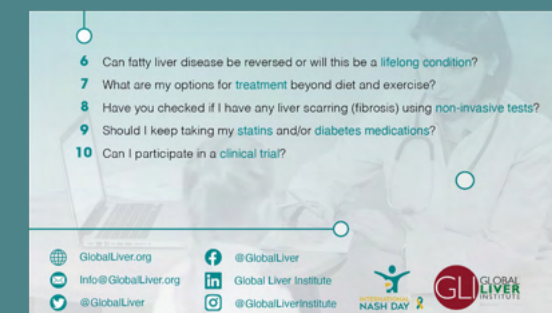 6 Can fatty liver disease be reversed or will this be a lifelong condition?
7 What are my options for treatment beyond diet and exercise?
8 Have you checked if I have any liver scarring (fibrosis) using non-invasive tests?
9 Should I keep taking my statins and/or diabetes medications?
10 Can I participate in a clinical trial?
GlobalLiver.org
Info@GlobalLiver.org
@GlobalLiver
@GlobalLiver
Global Liver Institute
@GlobalLiverInstitute
INTERNATIONAL
NASH DAY
GLI
GLOBAL
LIVER
INSTITUTE